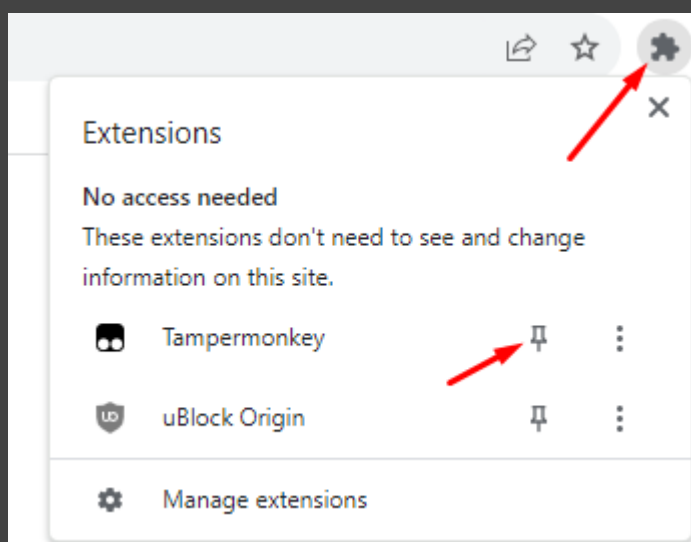 Extensions
No access needed
These extensions don't need to see and change
information on this site.
Tampermonkey
uBlock Origin
Manage extensions